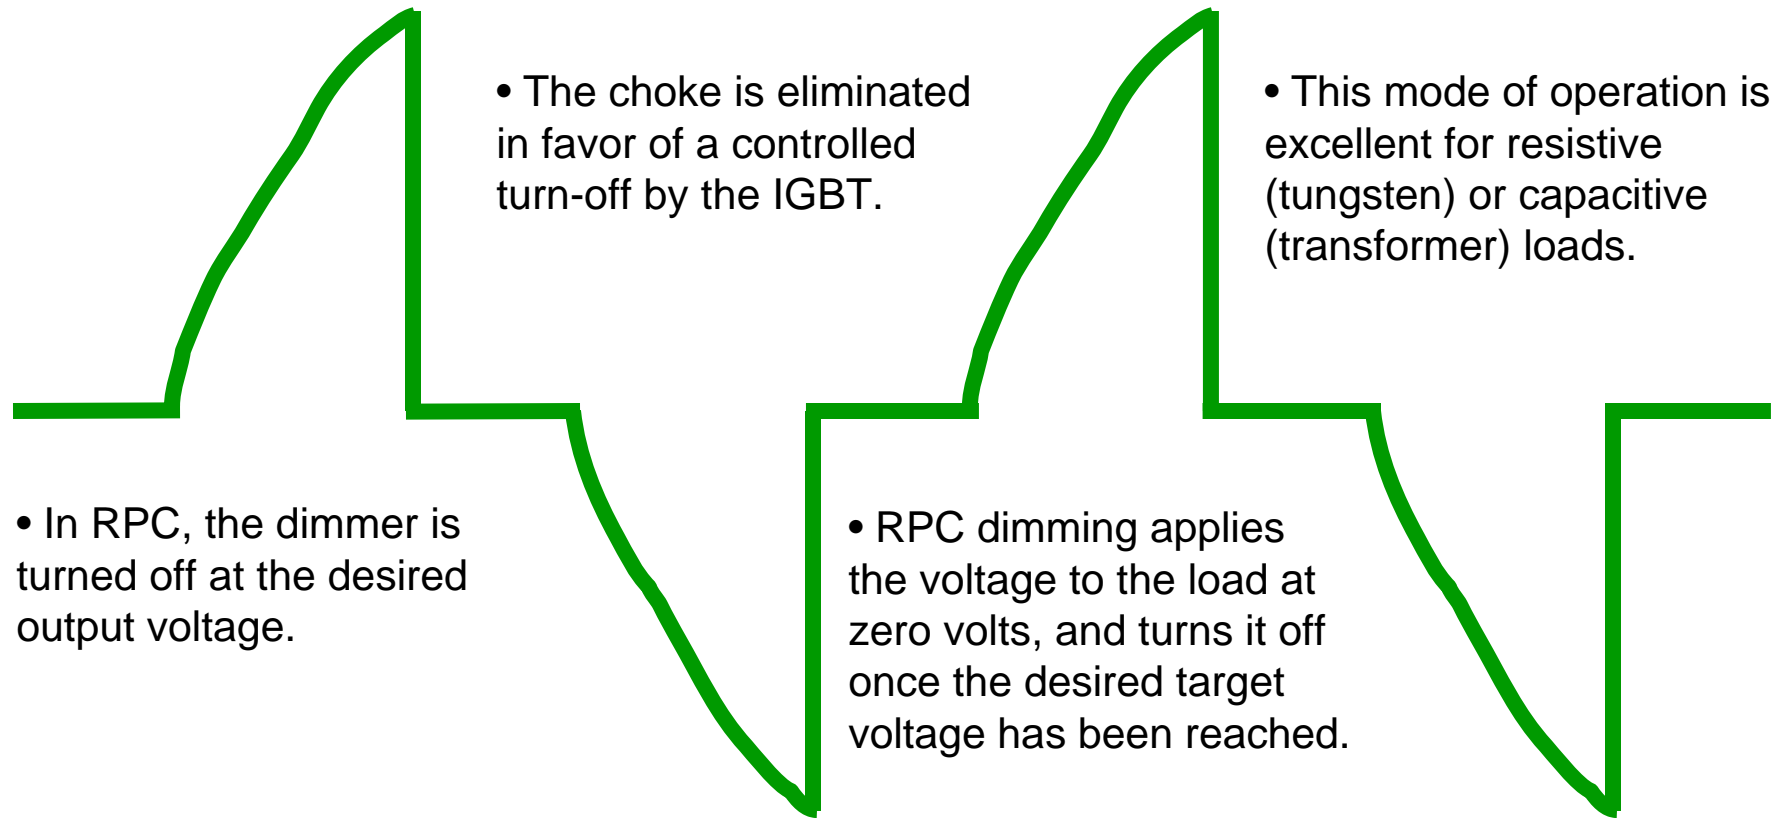 • The choke is eliminated
in favor of a controlled
turn-off by the IGBT.
• This mode of operation is
excellent for resistive
(tungsten) or capacitive
(transformer) loads.
• In RPC, the dimmer is
turned off at the desired
output voltage.
• RPC dimming applies
the voltage to the load at
zero volts, and turns it off
once the desired target
voltage has been reached.